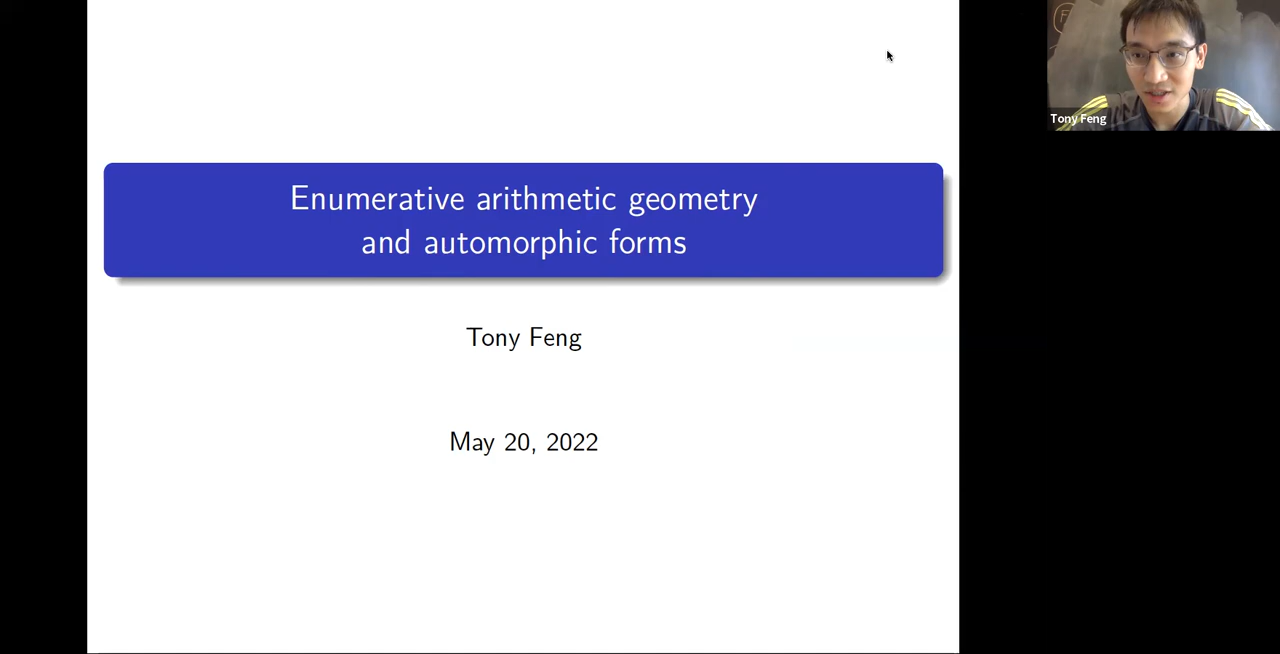 Enumerative arithmetic geometry
and automorphic forms
Tony Feng
May 20, 2022
Tony Feng